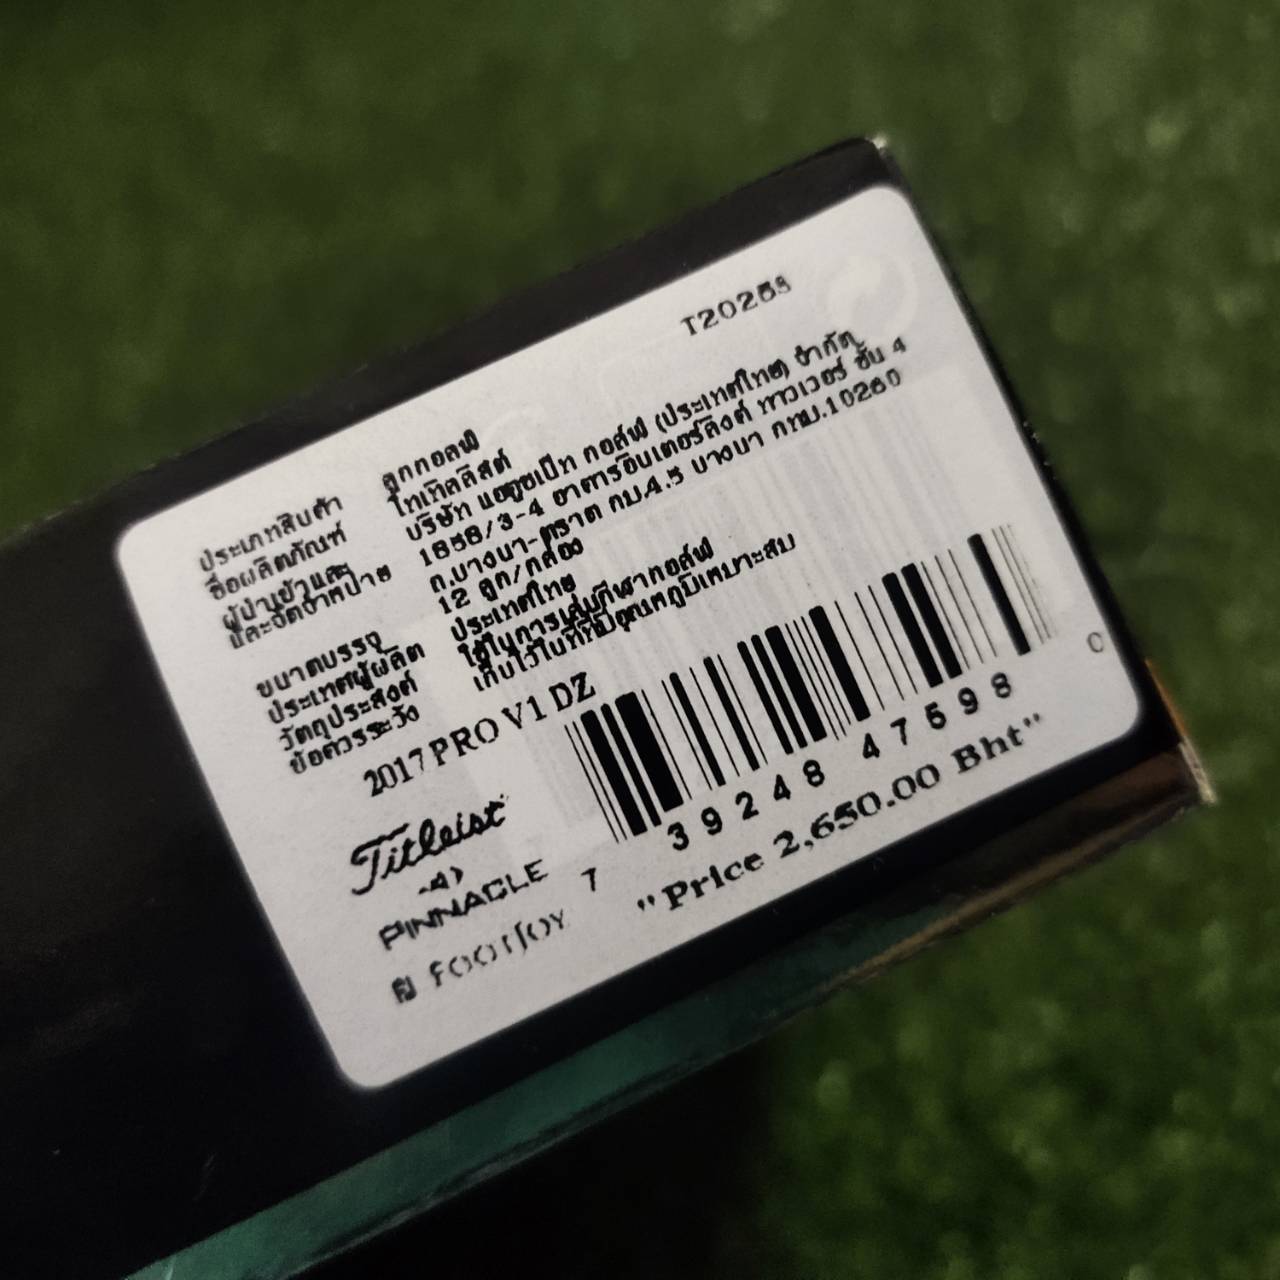 T20258
ประเภทสินค้า ลูกกอล์ฟ
ชื่อผลิตภัณฑ์ ไทเทิลลิสต์
ผู้นำเข้าและ บริษัท แอคูชเน็ท กอล์ฟ (ประเทศไทย) จำกัด
และจัดจำหน่าย 1858/3-4 อาคารอินเตอร์ลิงค์ ทาวเวอร์ ชั้น 4
ถ.บางนา-ตราด กม.4.5 บางนา กทม.10260
ขนาดบรรจุ 12 ลูก/กล่อง
ประเทศผู้ผลิต ประเทศไทย
วัตถุประสงค์ ใช้ในการเล่นกีฬากอล์ฟ
ข้อควรระวัง เก็บไว้ในที่ที่มีอุณหภูมิเหมาะสม
2017 PRO V1 DZ
7 39248 47598 0
Titleist
PINNACLE
FOOTJOY
"Price 2,650.00 Bht"